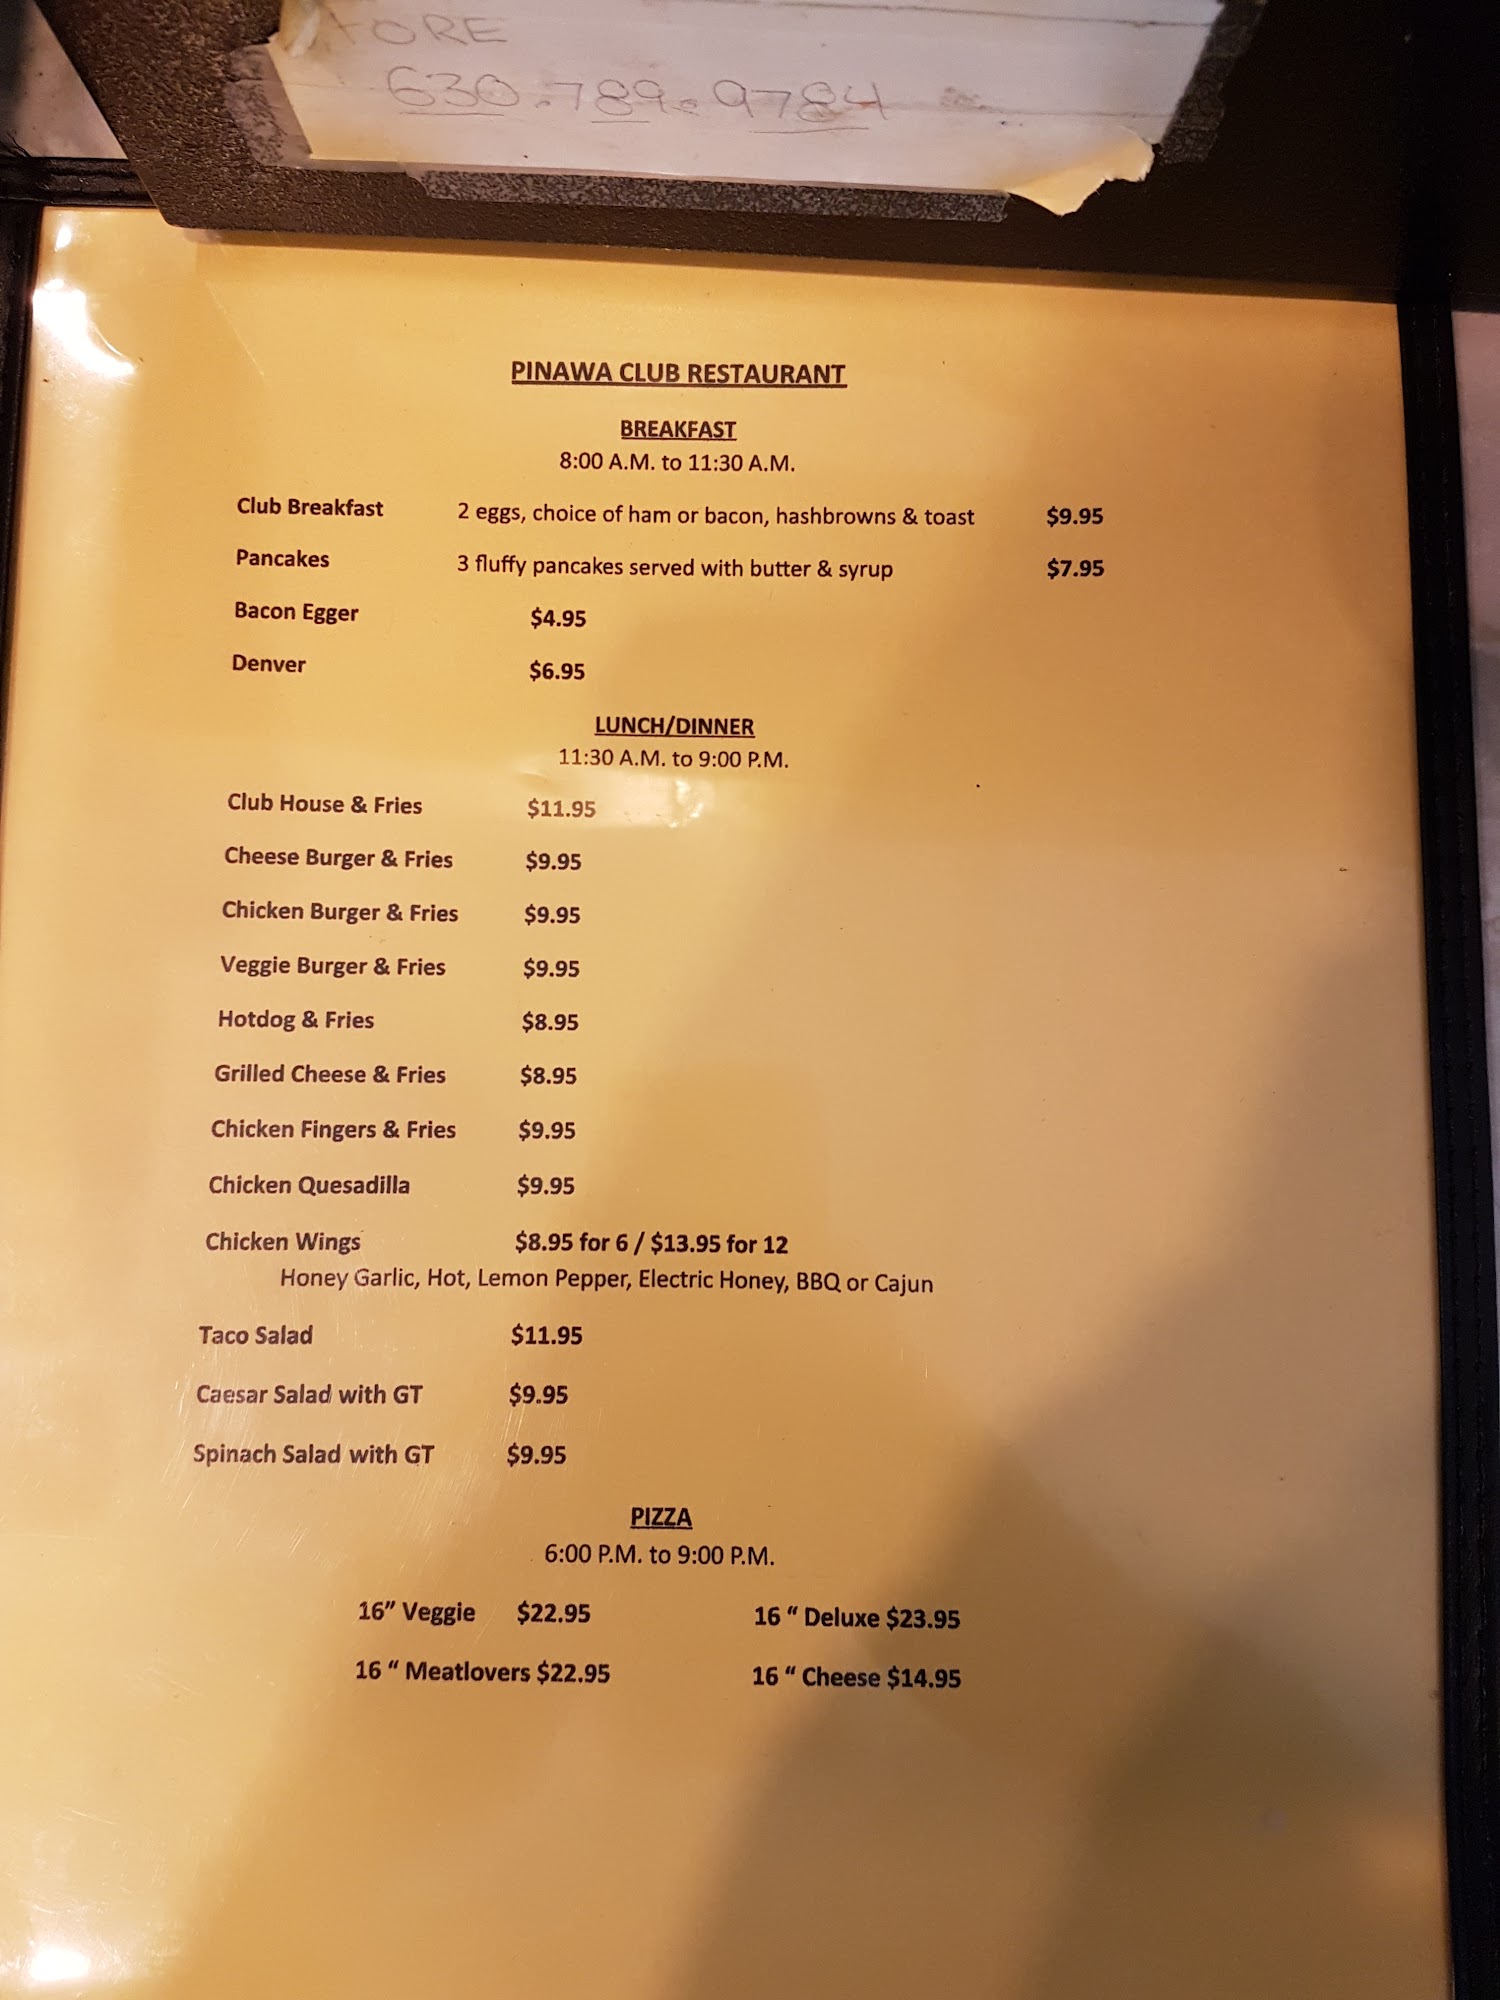 TORE
630.789.9784
PINAWA CLUB RESTAURANT
BREAKFAST
8:00 A.M. to 11:30 A.M.
Club Breakfast 2 eggs, choice of ham or bacon, hashbrowns & toast $9.95
Pancakes 3 fluffy pancakes served with butter & syrup $7.95
Bacon Egger $4.95
Denver $6.95
LUNCH/DINNER
11:30 A.M. to 9:00 P.M.
Club House & Fries $11.95
Cheese Burger & Fries $9.95
Chicken Burger & Fries $9.95
Veggie Burger & Fries $9.95
Hotdog & Fries $8.95
Grilled Cheese & Fries $8.95
Chicken Fingers & Fries $9.95
Chicken Quesadilla $9.95
Chicken Wings $8.95 for 6 / $13.95 for 12
Honey Garlic, Hot, Lemon Pepper, Electric Honey, BBQ or Cajun
Taco Salad $11.95
Caesar Salad with GT $9.95
Spinach Salad with GT $9.95
PIZZA
6:00 P.M. to 9:00 P.M.
16” Veggie $22.95 16 “ Deluxe $23.95
16 “ Meatlovers $22.95 16 “ Cheese $14.95